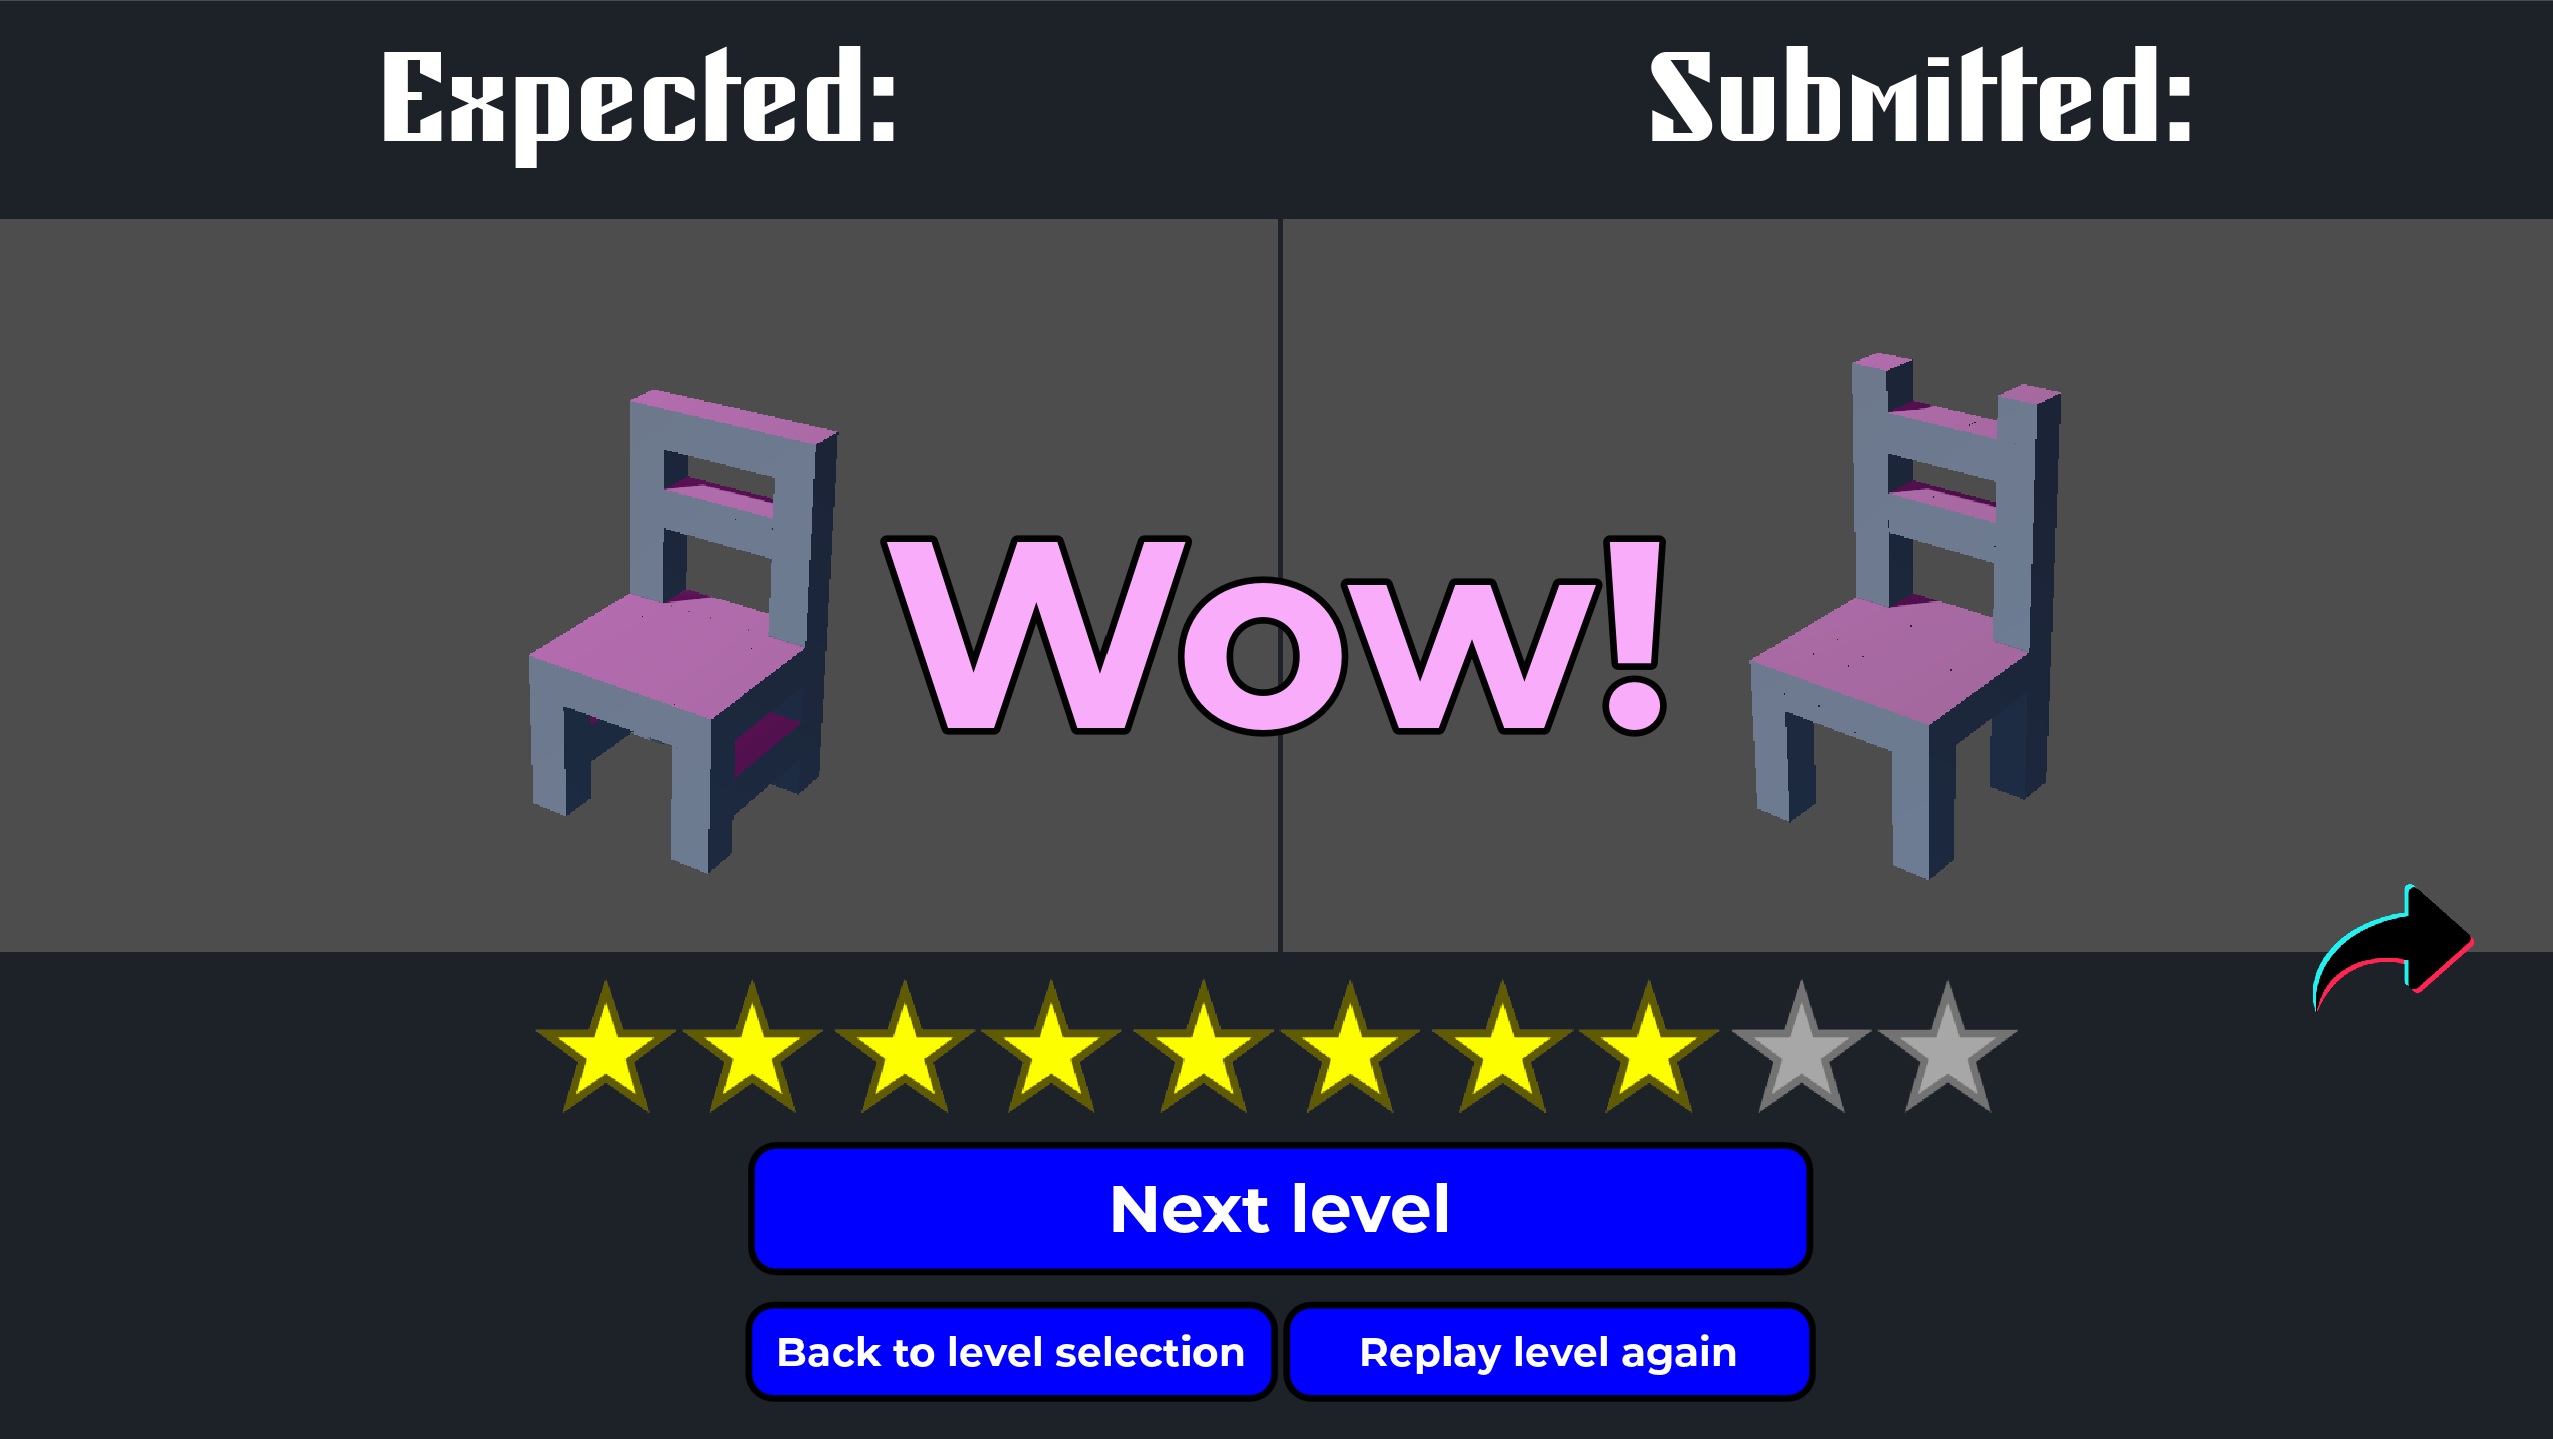 Expected:
Submitted:
Wow!
Next level
Back to level selection
Replay level again